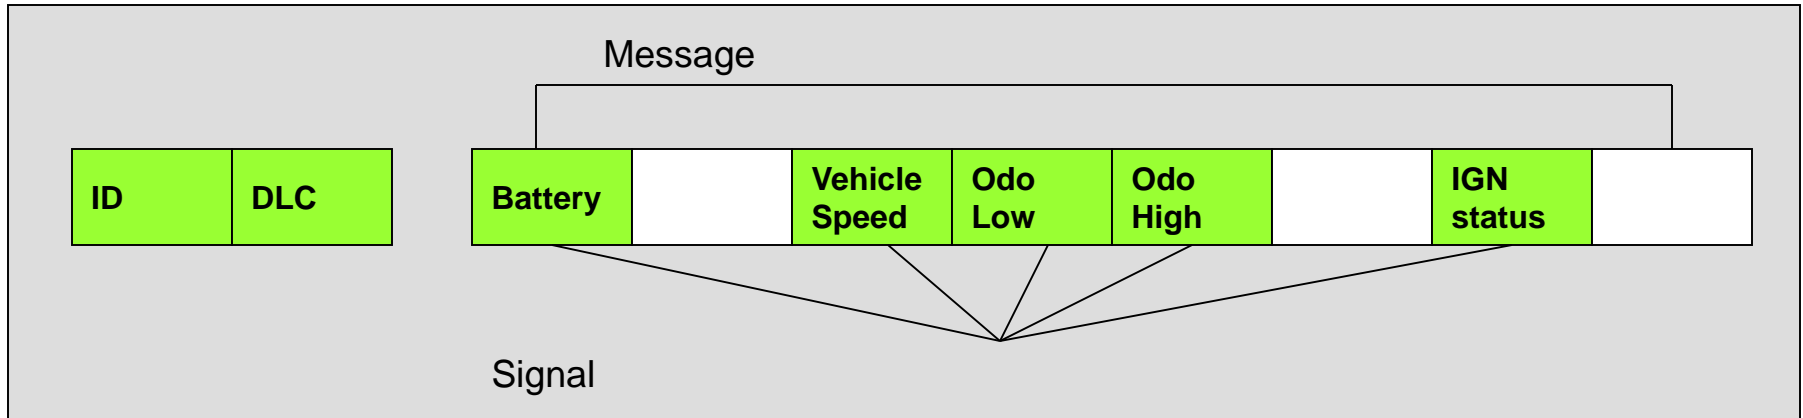 Message
ID
DLC
Battery
Vehicle
Speed
Odo
Low
Odo
High
IGN
status
Signal